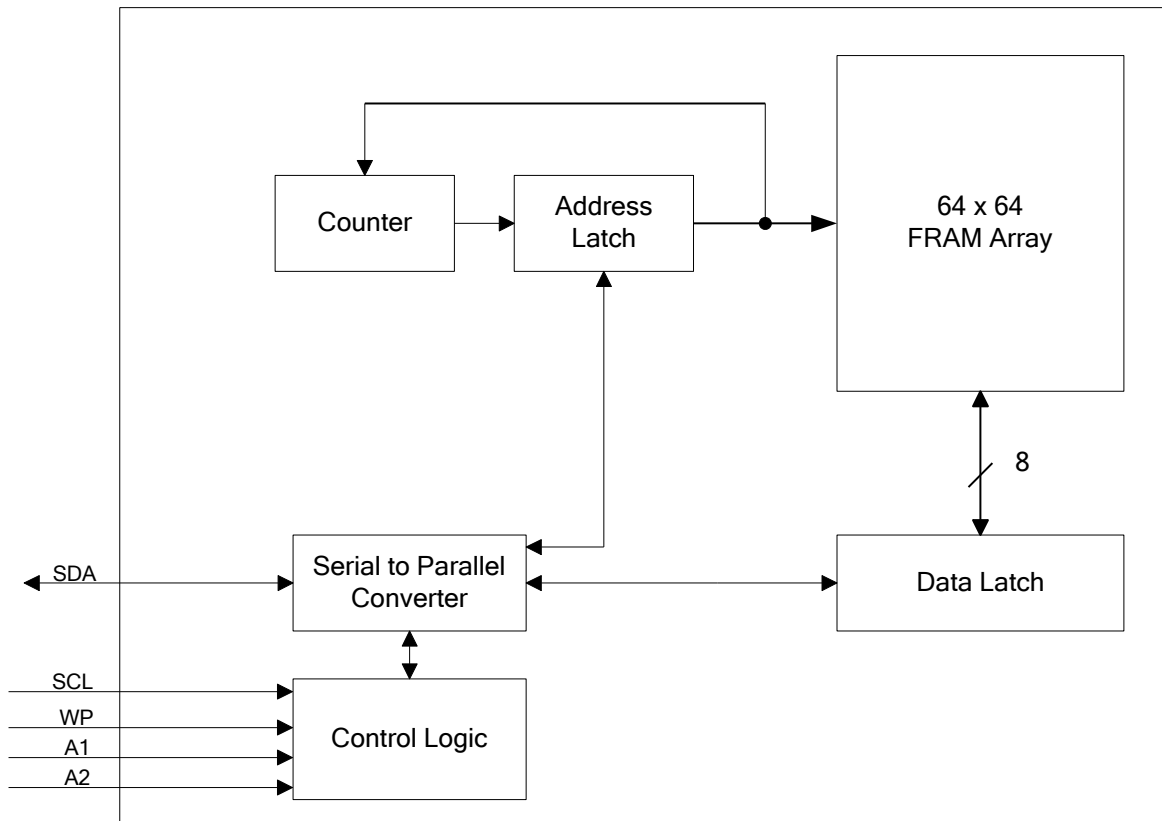 Counter
Address
Latch
64 x 64
FRAM Array
8
SDA
Serial to Parallel
Converter
Data Latch
SCL
WP
A1
A2
Control Logic